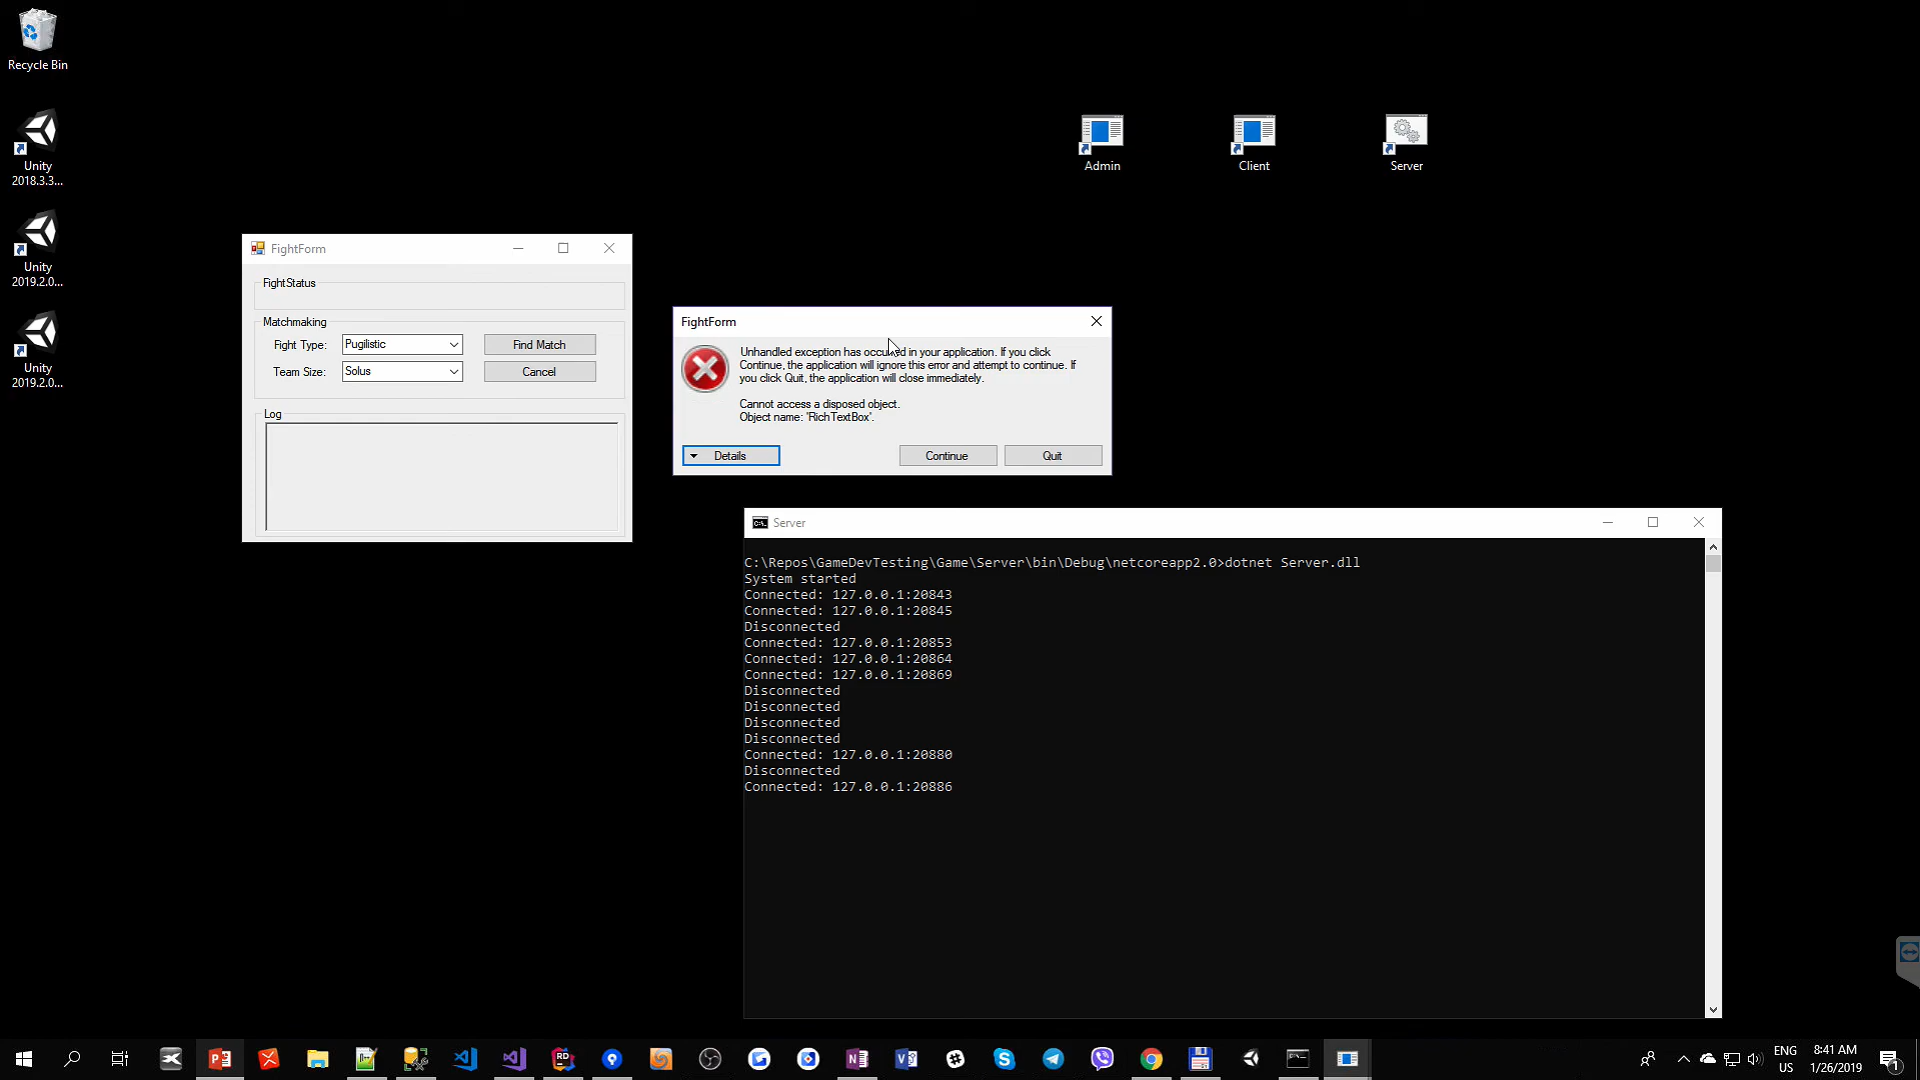 Recycle Bin
Unity
2018.3.3...
Unity
2019.2.0...
Unity
2019.2.0...
Admin
Client
Server
FightForm
FightStatus
Matchmaking
Fight Type:
Pugilistic
Find Match
Team Size:
Solus
Cancel
Log
FightForm
Unhandled exception has occurred in your application. If you click
Continue, the application will ignore this error and attempt to continue. If
you click Quit, the application will close immediately.
Cannot access a disposed object.
Object name: 'RichTextBox'.
Details
Continue
Quit
Server
C:\Repos\GameDevTesting\Game\Server\bin\Debug\netcoreapp2.0>dotnet Server.dll
System started
Connected: 127.0.0.1:20843
Connected: 127.0.0.1:20845
Disconnected
Connected: 127.0.0.1:20853
Connected: 127.0.0.1:20864
Connected: 127.0.0.1:20869
Disconnected
Disconnected
Disconnected
Disconnected
Connected: 127.0.0.1:20880
Disconnected
Connected: 127.0.0.1:20886
ENG
US
8:41 AM
1/26/2019
1